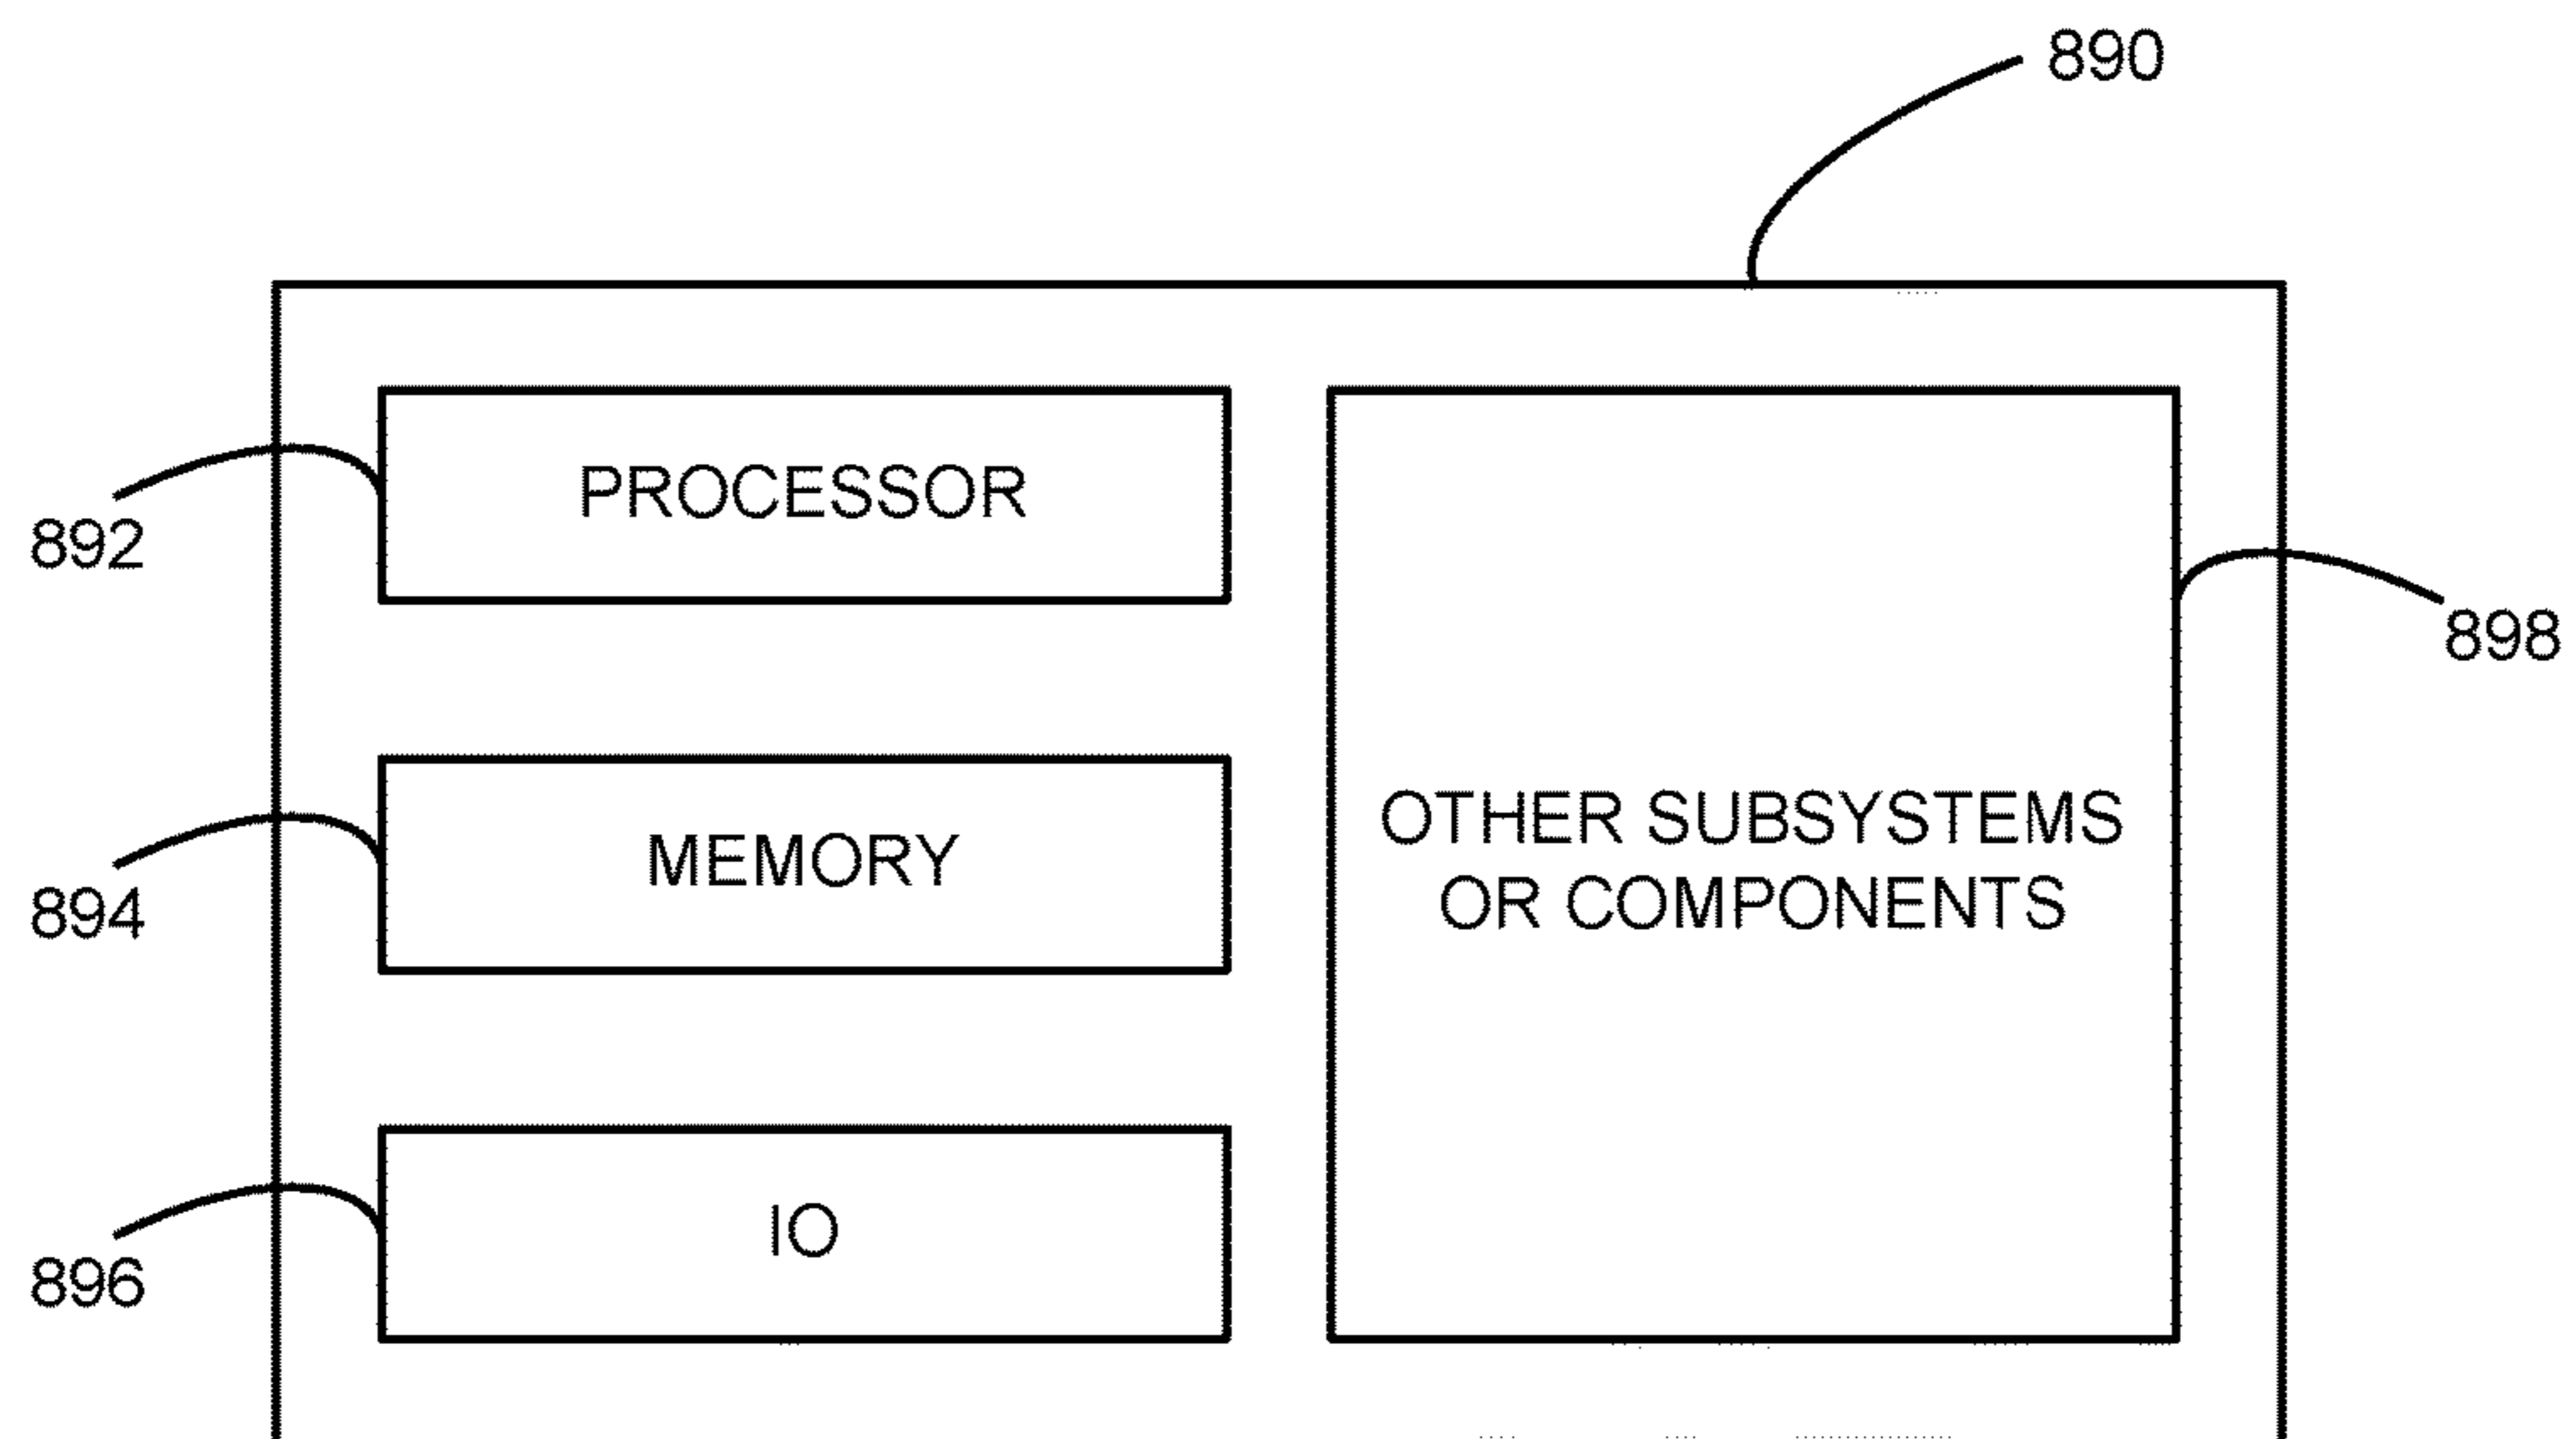 890
PROCESSOR
892
898
OTHER SUBSYSTEMS
MEMORY
OR COMPONENTS
894
IO
896